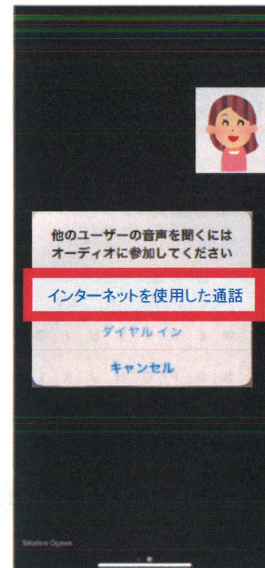 他のユーザーの音声を聞くには
オーディオに参加してください
インターネットを使用した通話
ダイヤル イン
キャンセル
Takahiro Ogawa